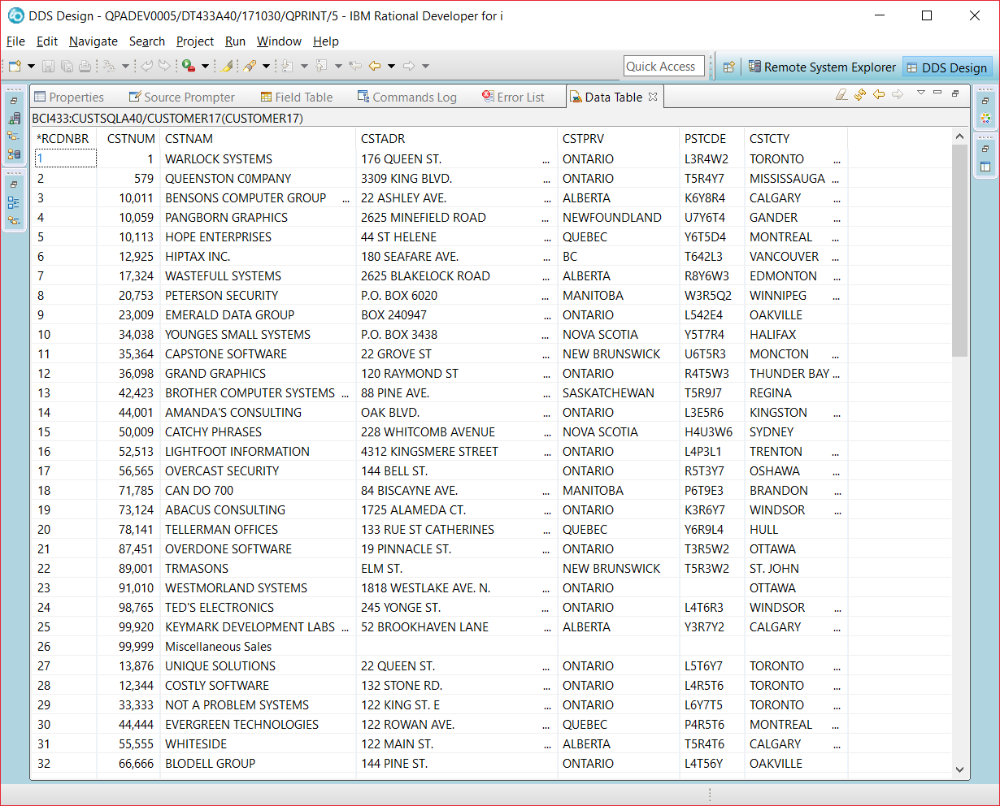 DDS Design - QPADEV0005/DT433A40/171030/QPRINT/5 - IBM Rational Developer for i
File Edit Navigate Search Project Run Window Help
Quick Access Remote System Explorer DDS Design
Properties Source Prompter Field Table Commands Log Error List Data Table
BCI433:CUSTSQLA40/CUSTOMER17(CUSTOMER17)
*RCDNBR CSTNUM CSTNAM CSTADR CSTPRV PSTCDE CSTCTY
1 1 WARLOCK SYSTEMS 176 QUEEN ST. ... ONTARIO L3R4W2 TORONTO ...
2 579 QUEENSTON C0MPANY 3309 KING BLVD. ... ONTARIO T5R4Y7 MISSISSAUGA ...
3 10,011 BENSONS COMPUTER GROUP ... 22 ASHLEY AVE. ... ALBERTA K6Y8R4 CALGARY ...
4 10,059 PANGBORN GRAPHICS 2625 MINEFIELD ROAD ... NEWFOUNDLAND U7Y6T4 GANDER ...
5 10,113 HOPE ENTERPRISES 44 ST HELENE ... QUEBEC Y6T5D4 MONTREAL ...
6 12,925 HIPTAX INC. 180 SEAFARE AVE. ... BC T642L3 VANCOUVER ...
7 17,324 WASTEFULL SYSTEMS 2625 BLAKELOCK ROAD ... ALBERTA R8Y6W3 EDMONTON ...
8 20,753 PETERSON SECURITY P.O. BOX 6020 ... MANITOBA W3R5Q2 WINNIPEG ...
9 23,009 EMERALD DATA GROUP BOX 240947 ... ONTARIO L542E4 OAKVILLE
10 34,038 YOUNGES SMALL SYSTEMS P.O. BOX 3438 ... NOVA SCOTIA Y5T7R4 HALIFAX
11 35,364 CAPSTONE SOFTWARE 22 GROVE ST ... NEW BRUNSWICK U6T5R3 MONCTON ...
12 36,098 GRAND GRAPHICS 120 RAYMOND ST ... ONTARIO R4T5W3 THUNDER BAY ...
13 42,423 BROTHER COMPUTER SYSTEMS ... 88 PINE AVE. ... SASKATCHEWAN T5R9J7 REGINA
14 44,001 AMANDA'S CONSULTING OAK BLVD. ... ONTARIO L3E5R6 KINGSTON ...
15 50,009 CATCHY PHRASES 228 WHITCOMB AVENUE ... NOVA SCOTIA H4U3W6 SYDNEY
16 52,513 LIGHTFOOT INFORMATION 4312 KINGSMERE STREET ... ONTARIO L4P3L1 TRENTON ...
17 56,565 OVERCAST SECURITY 144 BELL ST. ... ONTARIO R5T3Y7 OSHAWA ...
18 71,785 CAN DO 700 84 BISCAYNE AVE. ... MANITOBA P6T9E3 BRANDON ...
19 73,124 ABACUS CONSULTING 1725 ALAMEDA CT. ... ONTARIO K3R6Y7 WINDSOR ...
20 78,141 TELLERMAN OFFICES 133 RUE ST CATHERINES ... QUEBEC Y6R9L4 HULL
21 87,451 OVERDONE SOFTWARE 19 PINNACLE ST. ... ONTARIO T3R5W2 OTTAWA
22 89,001 TRMASONS ELM ST. ... NEW BRUNSWICK T5R3W2 ST. JOHN
23 91,010 WESTMORLAND SYSTEMS 1818 WESTLAKE AVE. N. ... ONTARIO OTTAWA
24 98,765 TED'S ELECTRONICS 245 YONGE ST. ... ONTARIO L4T6R3 WINDSOR ...
25 99,920 KEYMARK DEVELOPMENT LABS ... 52 BROOKHAVEN LANE ... ALBERTA Y3R7Y2 CALGARY ...
26 99,999 Miscellaneous Sales
27 13,876 UNIQUE SOLUTIONS 22 QUEEN ST. ... ONTARIO L5T6Y7 TORONTO ...
28 12,344 COSTLY SOFTWARE 132 STONE RD. ... ONTARIO L4R5T6 TORONTO ...
29 33,333 NOT A PROBLEM SYSTEMS 122 KING ST. E ... ONTARIO L6Y7T5 TORONTO ...
30 44,444 EVERGREEN TECHNOLOGIES 122 ROWAN AVE. ... QUEBEC P4R5T6 MONTREAL ...
31 55,555 WHITESIDE 122 MAIN ST. ... ALBERTA T5R4T6 CALGARY ...
32 66,666 BLODELL GROUP 144 PINE ST. ONTARIO L4T56Y OAKVILLE